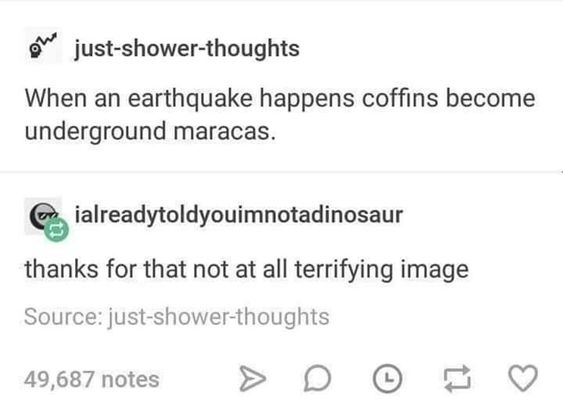 just-shower-thoughts
When an earthquake happens coffins become
underground maracas.
ialreadytoldyouimnotadinosaur
thanks for that not at all terrifying image
Source: just-shower-thoughts
49,687 notes